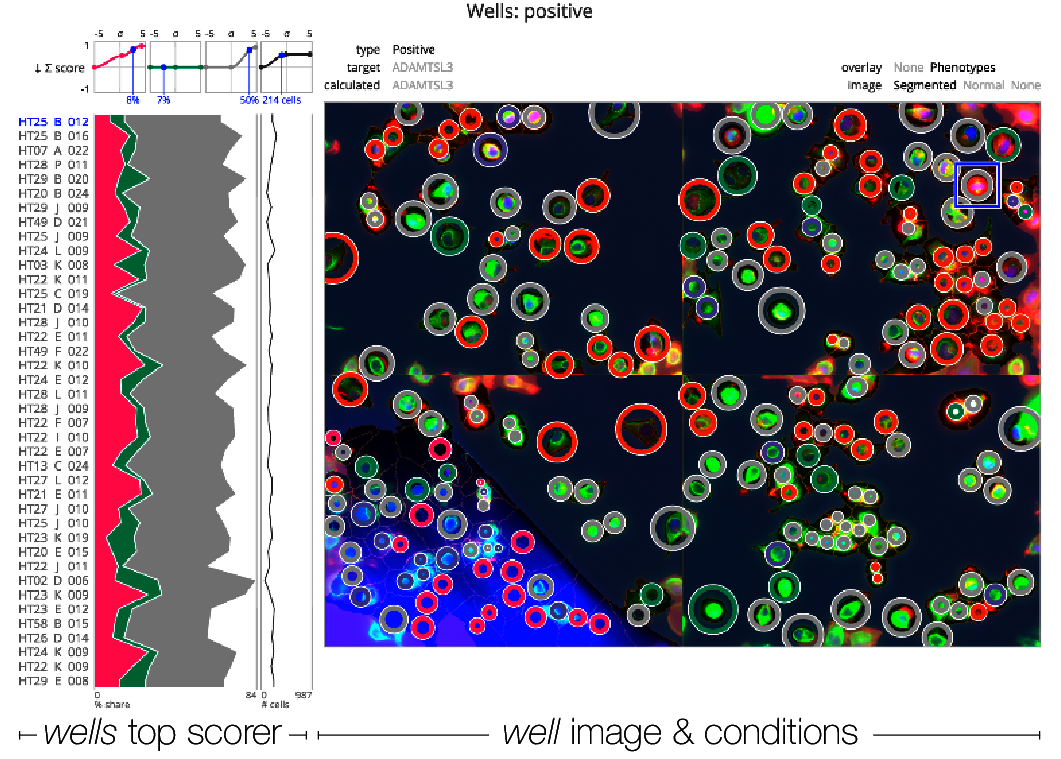 Wells: positive
-5 α 5 -5 α 5 -5 α 5 -5 α 5
1
↓ Σ score
-1
8% 7% 50% 214 cells
type Positive
target ADAMTSL3
calculated ADAMTSL3
overlay None Phenotypes
image Segmented Normal None
HT25 B 012
HT25 B 016
HT07 A 022
HT28 P 011
HT29 B 020
HT20 B 024
HT29 J 009
HT49 D 021
HT25 J 009
HT24 L 009
HT03 K 008
HT22 K 011
HT25 C 019
HT21 D 014
HT28 J 010
HT22 E 011
HT49 F 022
HT22 K 010
HT24 E 012
HT28 L 011
HT28 J 009
HT22 F 007
HT22 I 010
HT22 E 007
HT13 C 024
HT27 L 012
HT21 E 011
HT27 J 010
HT25 J 010
HT23 K 019
HT20 E 015
HT22 J 011
HT02 D 006
HT23 K 009
HT23 E 012
HT58 B 015
HT26 D 014
HT24 K 009
HT22 K 009
HT29 E 008
0 84 0 987
% share # cells
wells top scorer
well image & conditions